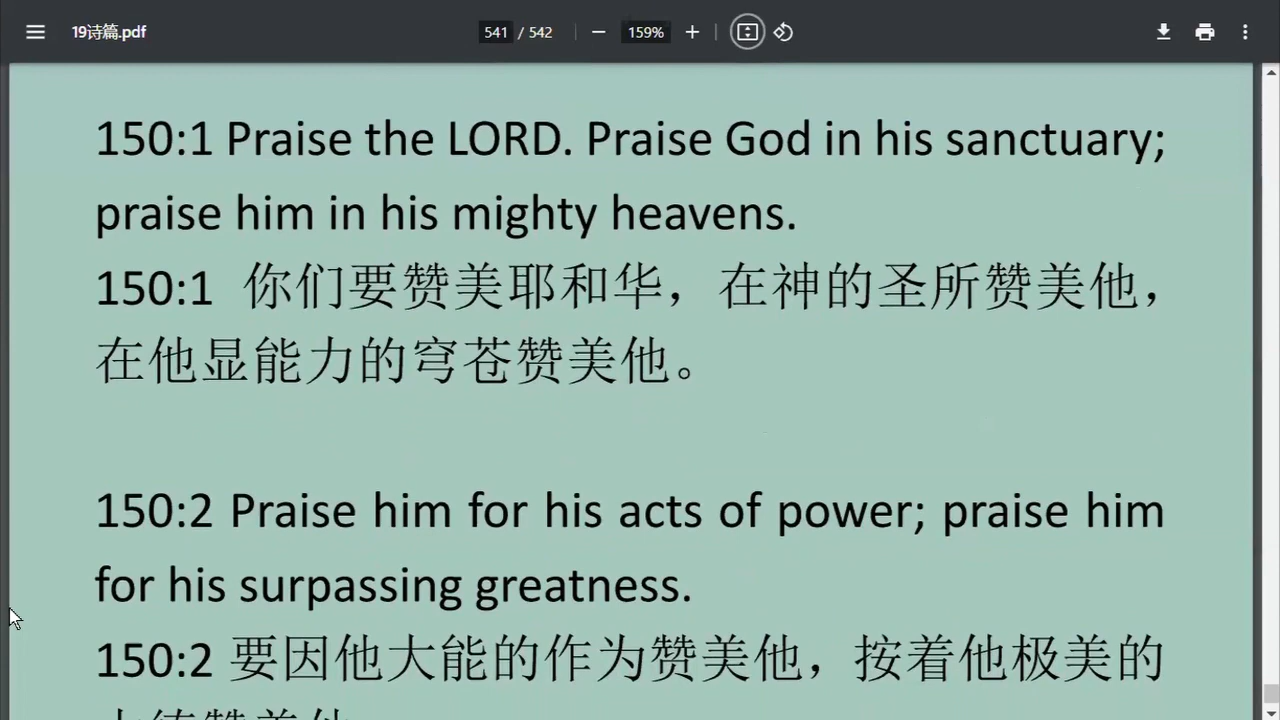 19诗篇.pdf
541 / 542
159%
150:1 Praise the LORD. Praise God in his sanctuary;
praise him in his mighty heavens.
150:1 你们要赞美耶和华，在神的圣所赞美他，
在他显能力的穹苍赞美他。
150:2 Praise him for his acts of power; praise him
for his surpassing greatness.
150:2 要因他大能的作为赞美他，按着他极美的